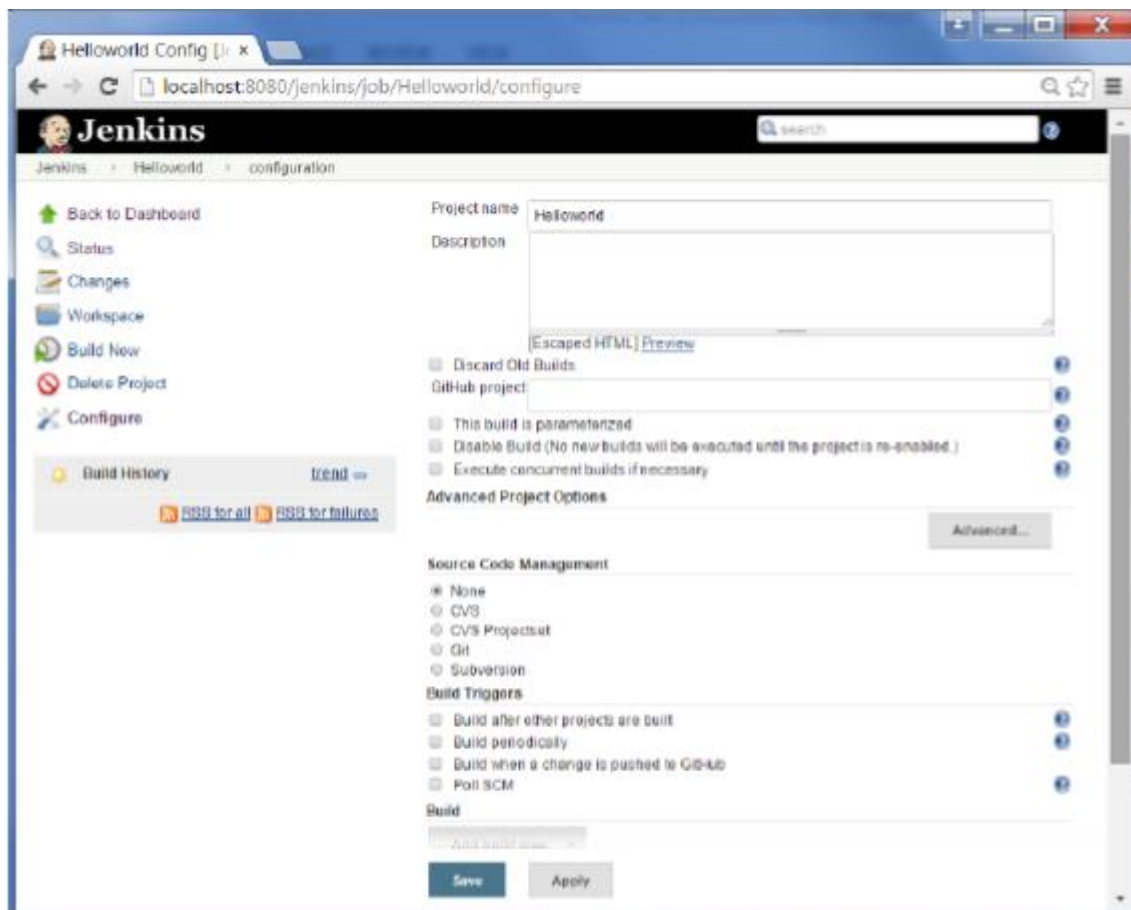 Helloworld Config [Je
localhost:8080/jenkins/job/Helloworld/configure
Jenkins
search
Jenkins Helloworld configuration
Back to Dashboard
Status
Changes
Workspace
Build Now
Delete Project
Configure
Build History trend
RSS for all RSS for failures
Project name Helloworld
Description
[Escaped HTML] Preview
Discard Old Builds
GitHub project
This build is parameterized
Disable Build (No new builds will be executed until the project is re-enabled.)
Execute concurrent builds if necessary
Advanced Project Options
Advanced...
Source Code Management
None
CVS
CVS Projectset
Git
Subversion
Build Triggers
Build after other projects are built
Build periodically
Build when a change is pushed to GitHub
Poll SCM
Build
Add build step
Save Apply